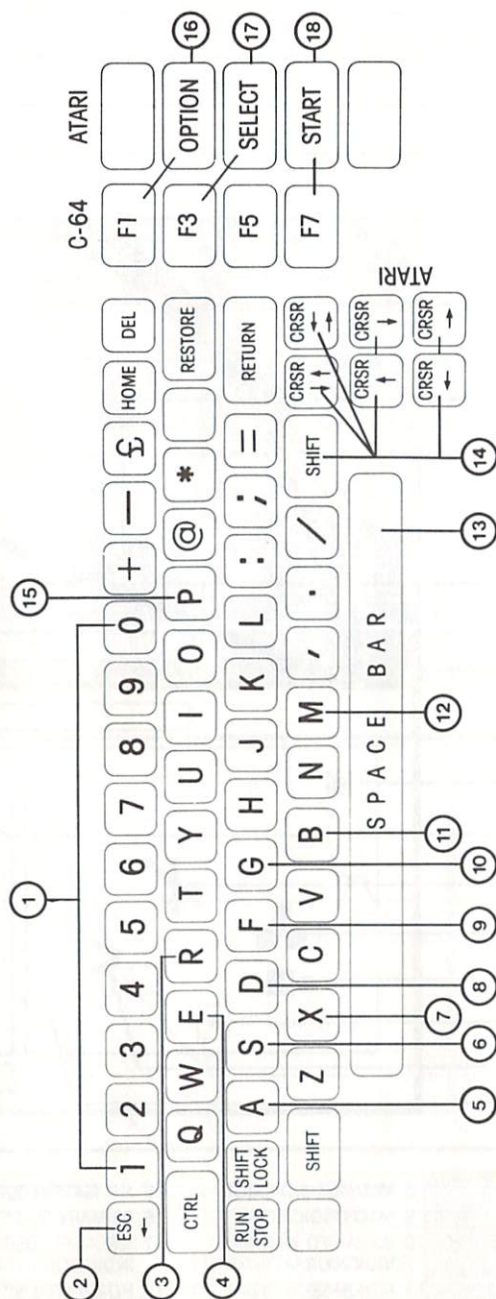 C-64 ATARI
1
2 15
ESC ← 1 2 3 4 5 6 7 8 9 0 + — £ HOME DEL F1
3
CTRL Q W E R T Y U I O P @ * RESTORE F3 OPTION 16
4
RUN STOP SHIFT LOCK A S D F G H J K L : ; = RETURN F5 SELECT 17
SHIFT Z X C V B N M , . / SHIFT CRSR ↑ ↓ CRSR ← → F7 START 18
SPACE BAR CRSR ↑ CRSR ↓
CRSR ← CRSR →
ATARI
5 6 7 8 9 10 11 12 13 14